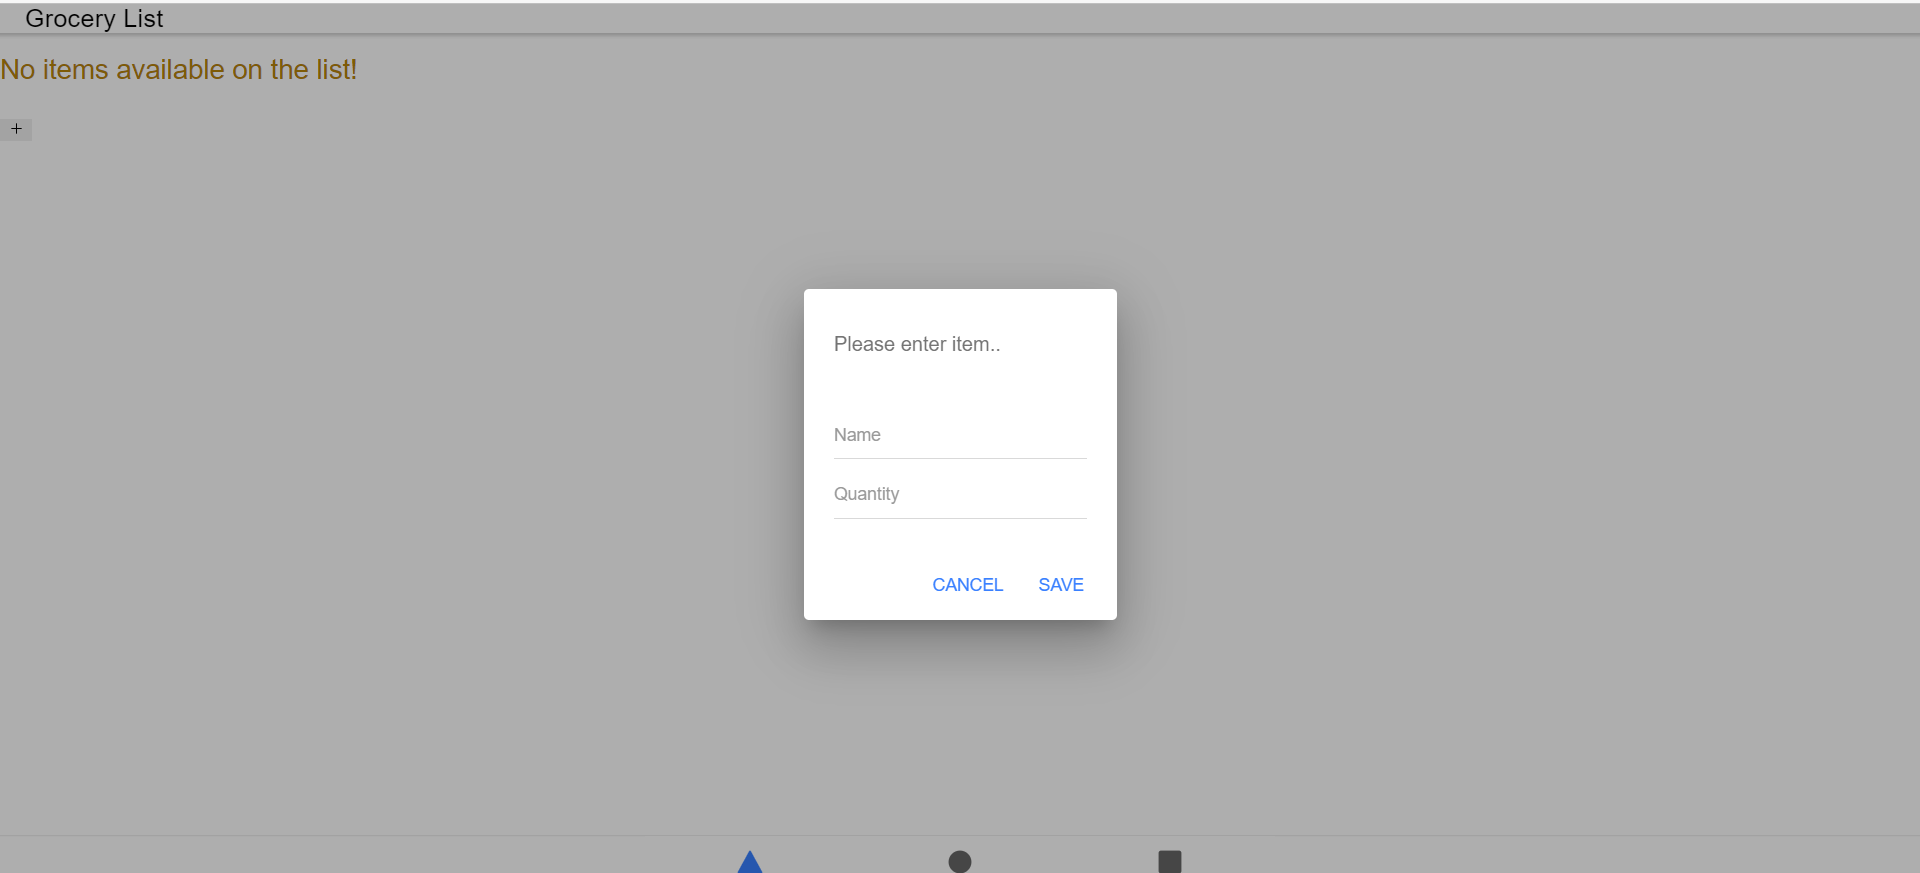 Grocery List
No items available on the list!
+
Please enter item..
Name
Quantity
CANCEL SAVE